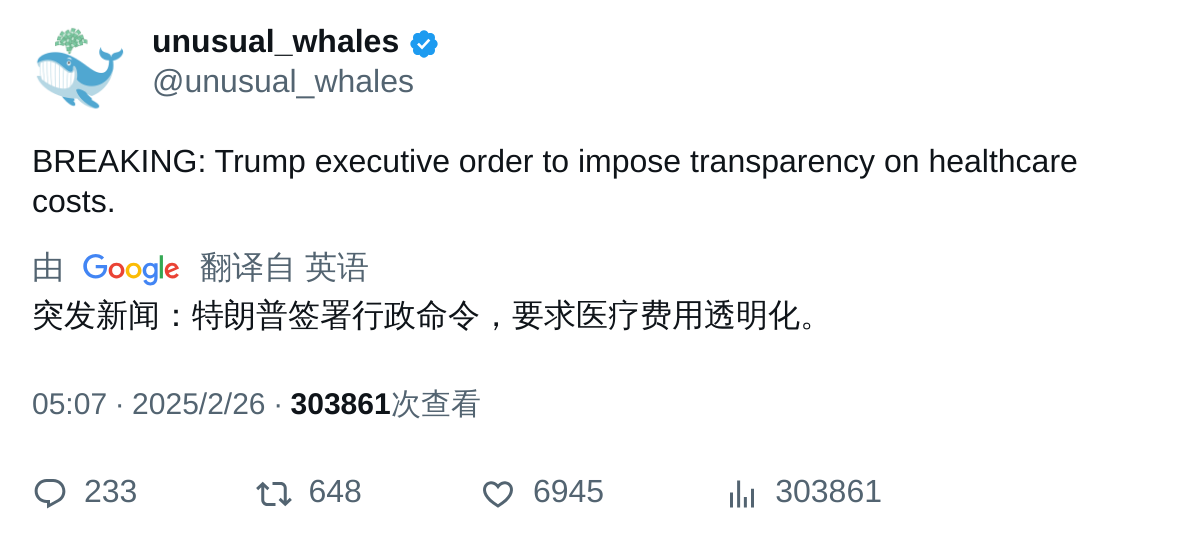 unusual_whales
@unusual_whales
BREAKING: Trump executive order to impose transparency on healthcare
costs.
由 Google 翻译自 英语
突发新闻：特朗普签署行政命令，要求医疗费用透明化。
05:07 · 2025/2/26 · 303861次查看
233 648 6945 303861